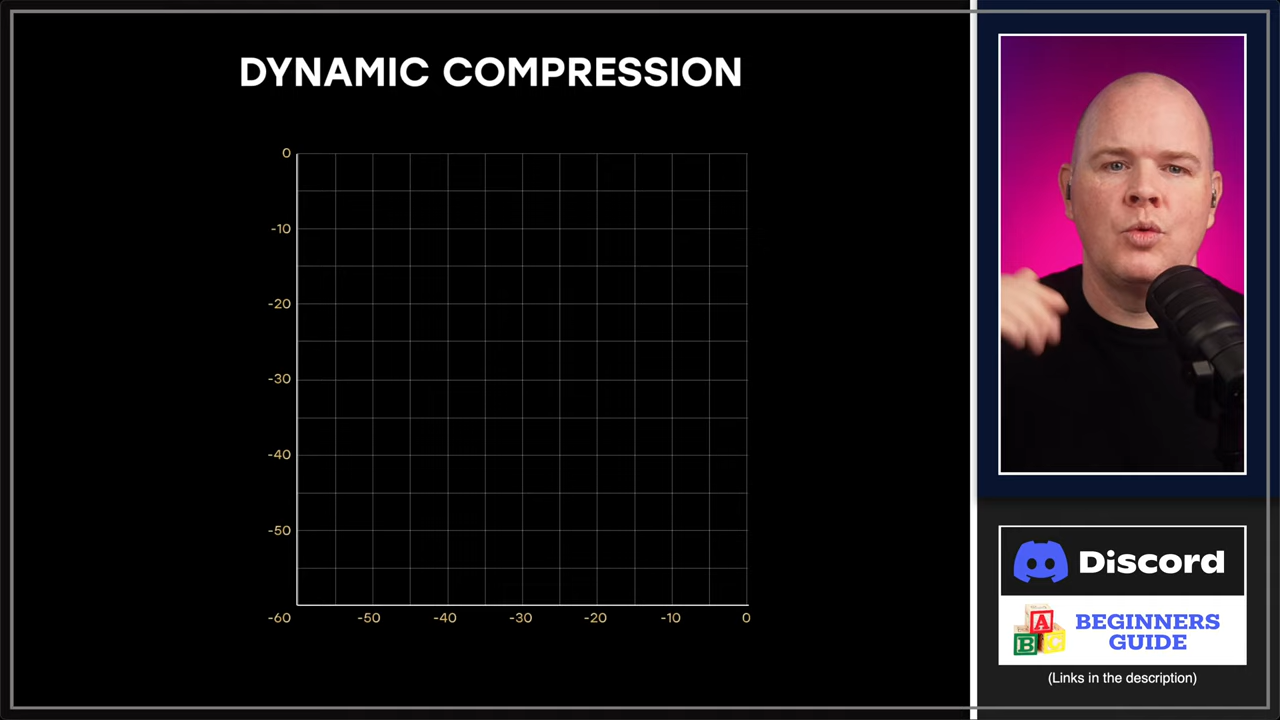 DYNAMIC COMPRESSION
0
-10
-20
-30
-40
-50
-60 -50 -40 -30 -20 -10 0
Discord
A
B C
BEGINNERS
GUIDE
(Links in the description)